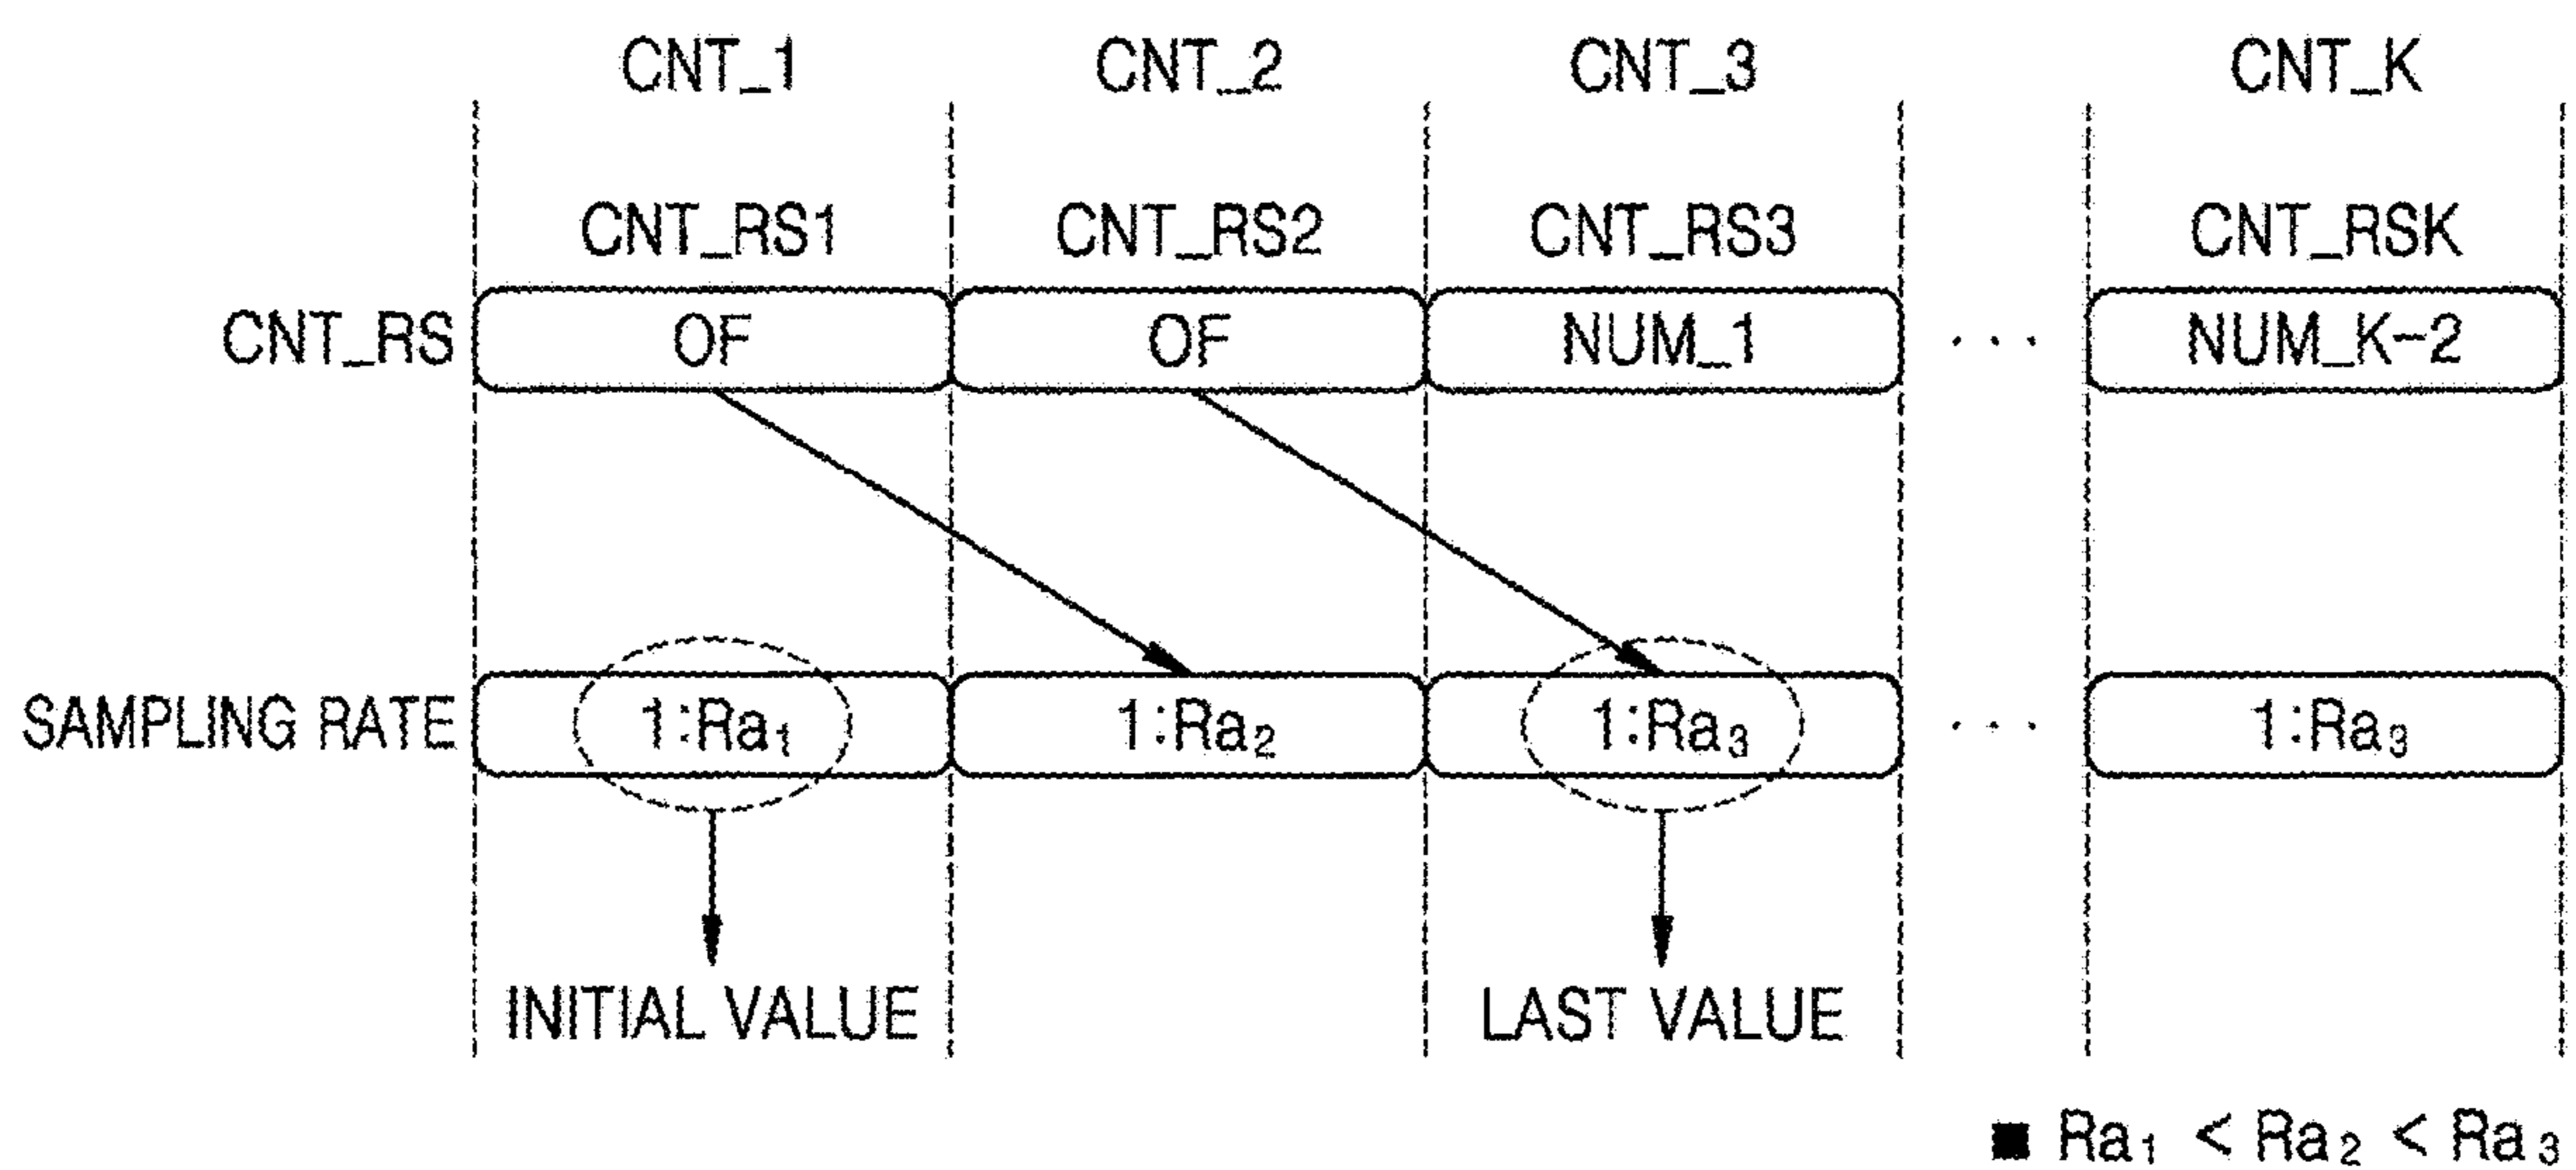 CNT_1 CNT_2 CNT_3 CNT_K
CNT_RS1 CNT_RS2 CNT_RS3 CNT_RSK
CNT_RS OF OF NUM_1 ... NUM_K-2
SAMPLING RATE 1:Ra₁ 1:Ra₂ 1:Ra₃ ... 1:Ra₃
INITIAL VALUE LAST VALUE
■ Ra₁ < Ra₂ < Ra₃